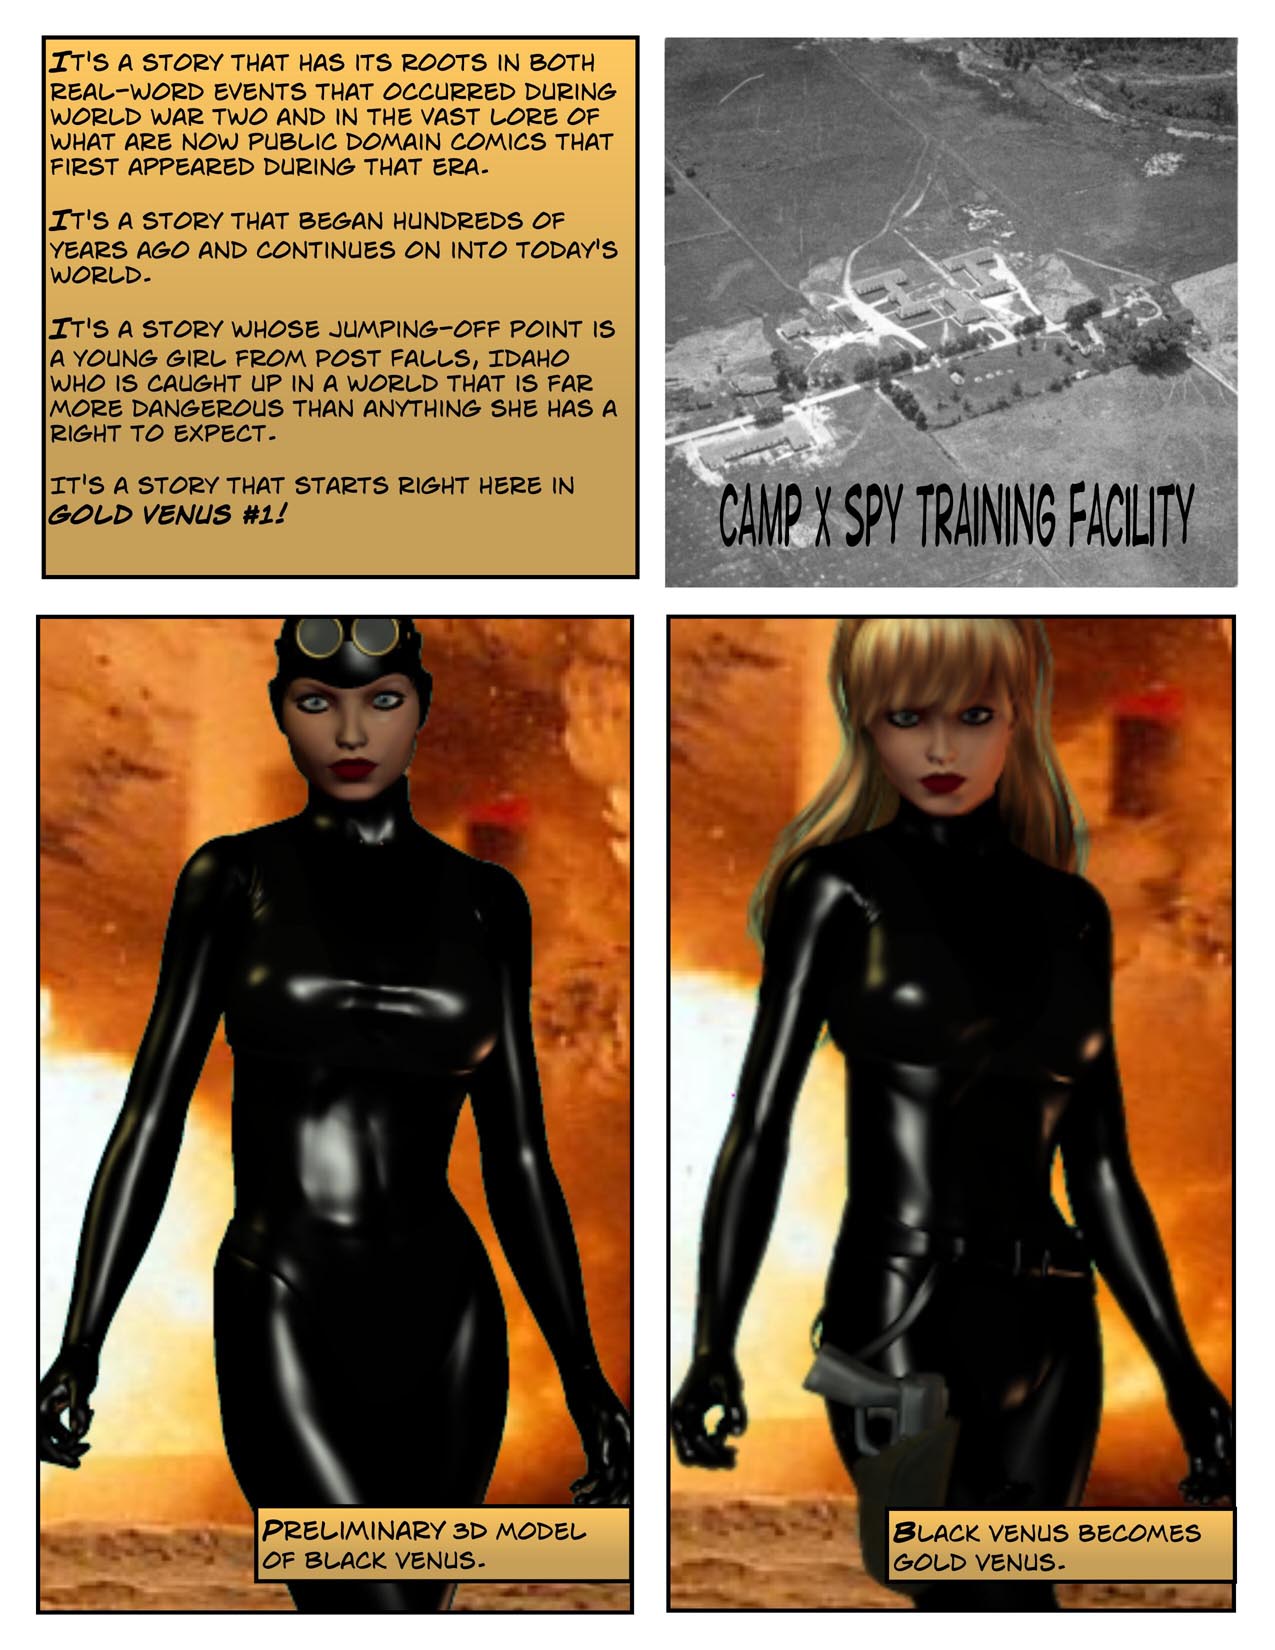 IT'S A STORY THAT HAS ITS ROOTS IN BOTH
REAL-WORD EVENTS THAT OCCURRED DURING
WORLD WAR TWO AND IN THE VAST LORE OF
WHAT ARE NOW PUBLIC DOMAIN COMICS THAT
FIRST APPEARED DURING THAT ERA.
IT'S A STORY THAT BEGAN HUNDREDS OF
YEARS AGO AND CONTINUES ON INTO TODAY'S
WORLD.
IT'S A STORY WHOSE JUMPING-OFF POINT IS
A YOUNG GIRL FROM POST FALLS, IDAHO
WHO IS CAUGHT UP IN A WORLD THAT IS FAR
MORE DANGEROUS THAN ANYTHING SHE HAS A
RIGHT TO EXPECT.
IT'S A STORY THAT STARTS RIGHT HERE IN
GOLD VENUS #1!
CAMP X SPY TRAINING FACILITY
PRELIMINARY 3D MODEL
OF BLACK VENUS.
BLACK VENUS BECOMES
GOLD VENUS.